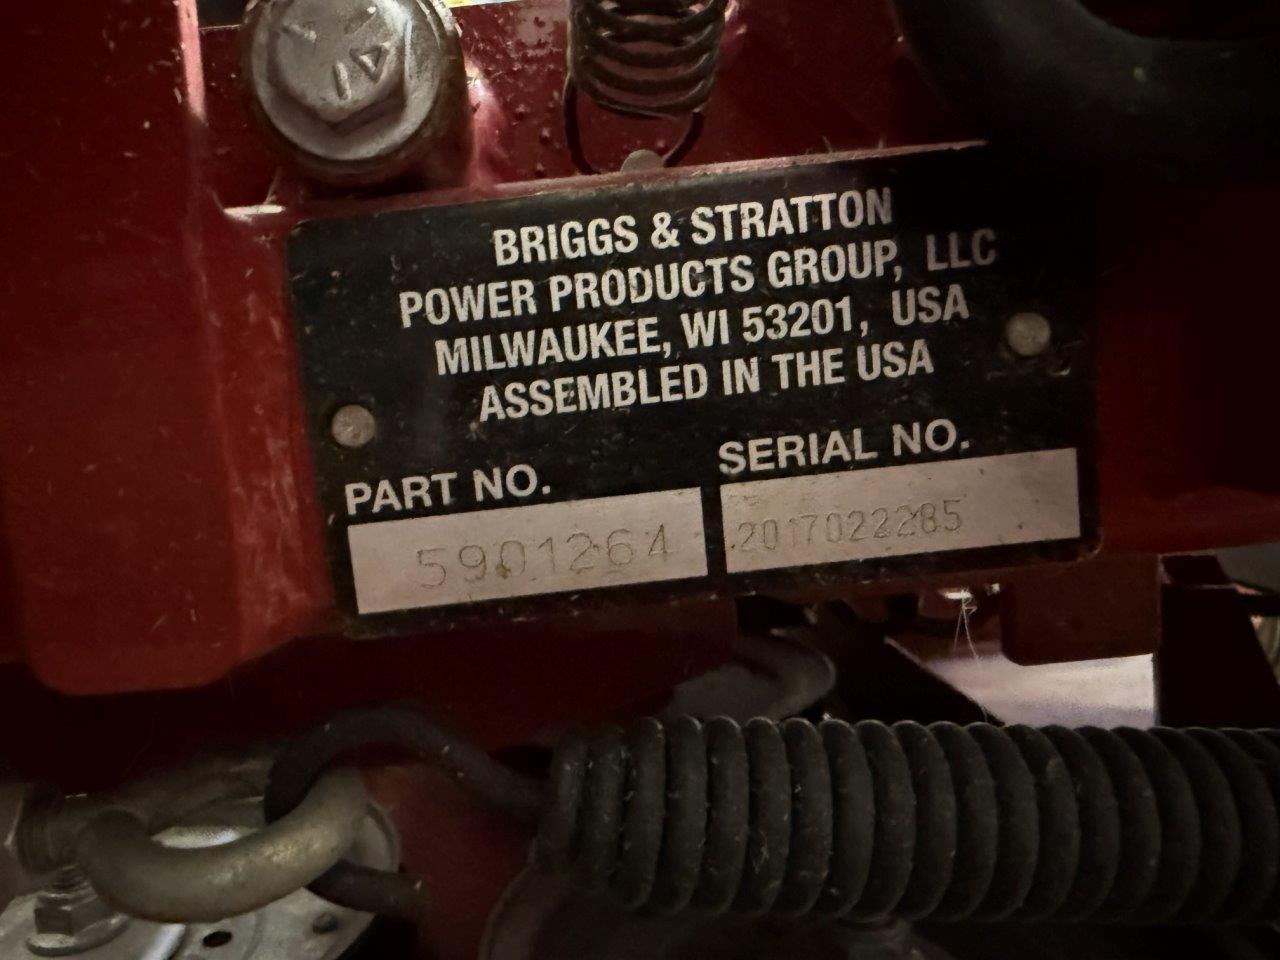 BRIGGS & STRATTON
POWER PRODUCTS GROUP, LLC
MILWAUKEE, WI 53201, USA
ASSEMBLED IN THE USA
PART NO.
5901264
SERIAL NO.
2017022285